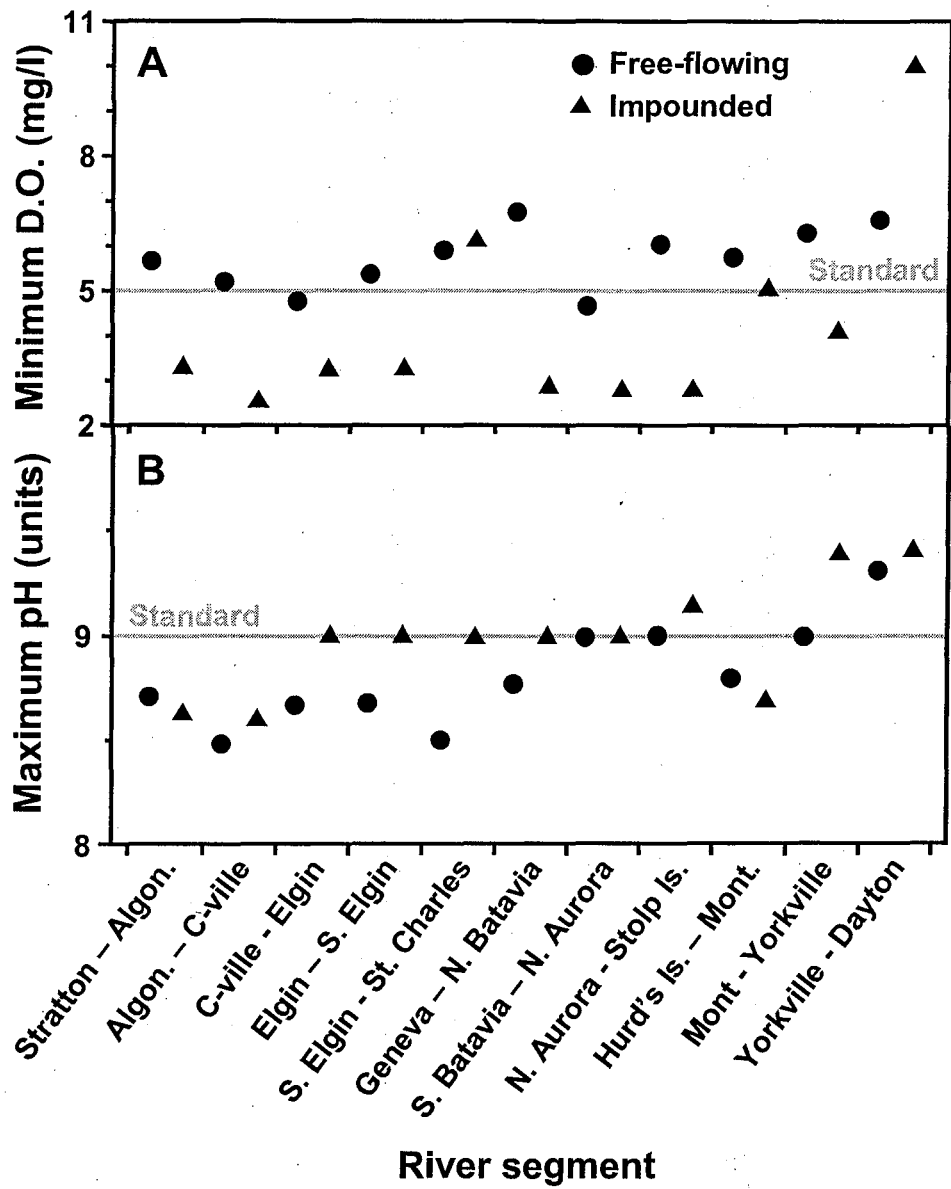 11
A
Free-flowing
Impounded
8
Minimum D.O. (mg/l)
Standard
5
2
B
Maximum pH (units)
Standard
9
8
Stratton – Algon.
Algon. – C-ville
C-ville - Elgin
Elgin – S. Elgin
S. Elgin - St. Charles
Geneva – N. Batavia
S. Batavia – N. Aurora
N. Aurora - Stolp Is.
Hurd's Is. – Mont.
Mont - Yorkville
Yorkville - Dayton
River segment